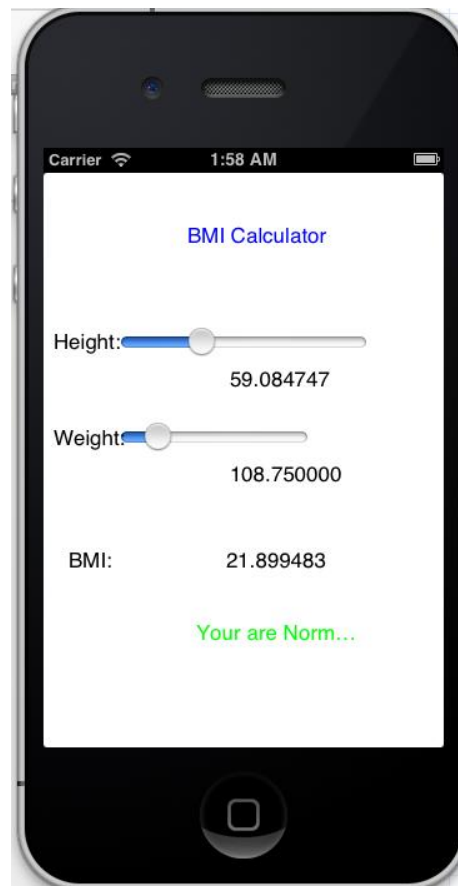 Carrier 1:58 AM
BMI Calculator
Height:
59.084747
Weight:
108.750000
BMI: 21.899483
Your are Norm...